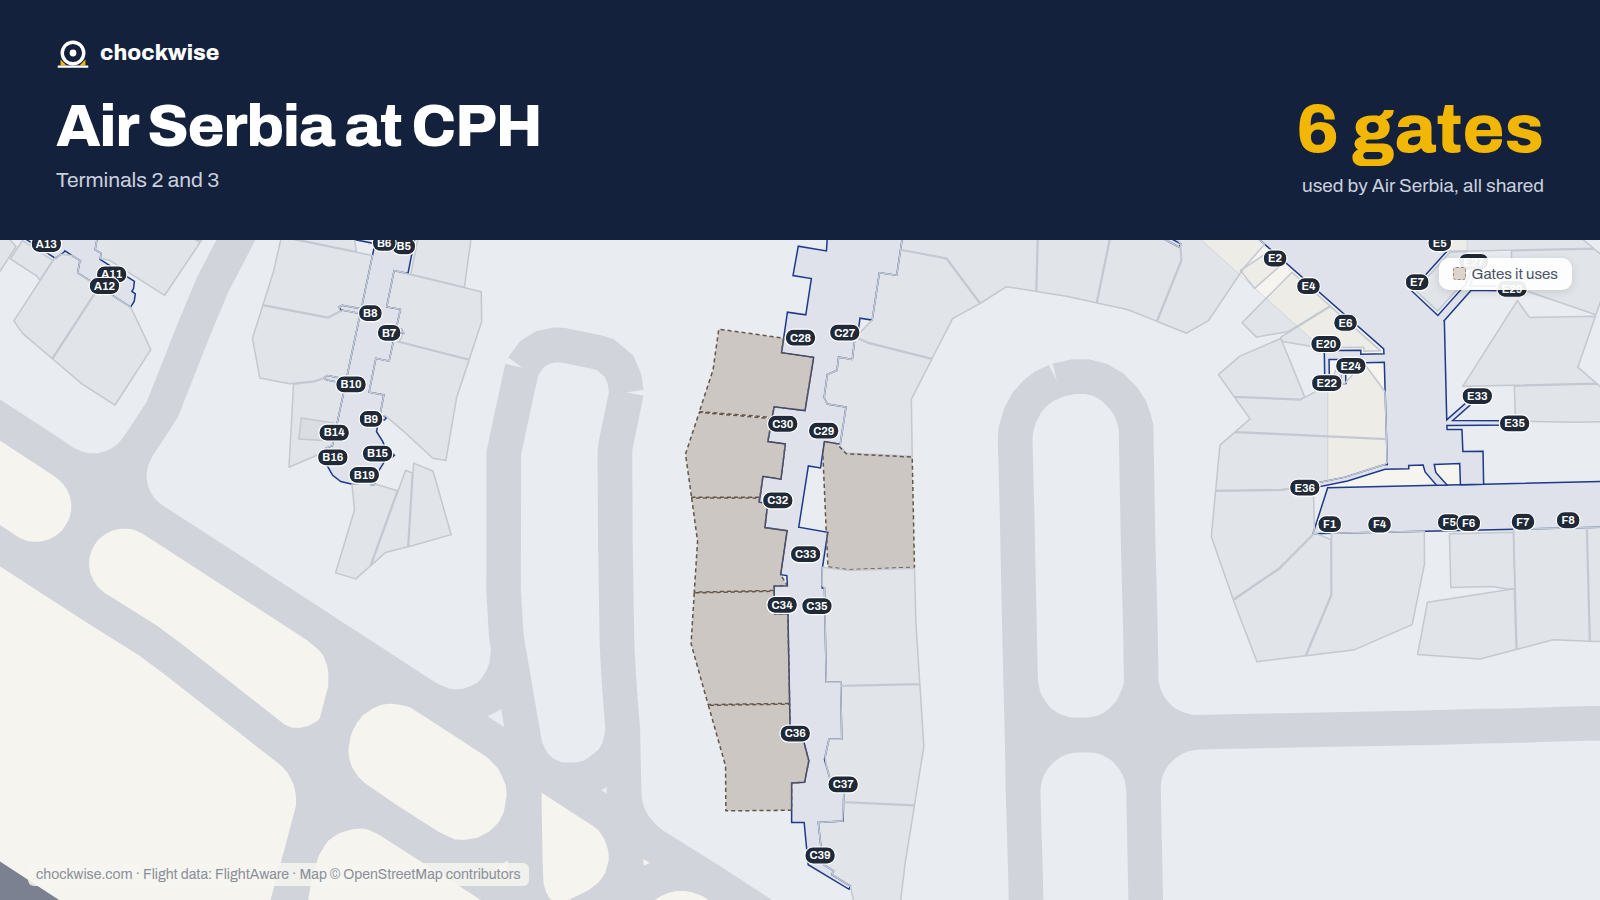 chockwise
Air Serbia at CPH
Terminals 2 and 3
6 gates
used by Air Serbia, all shared
A13
A11
A12
B6
B5
B8
B7
B10
B9
B14
B16
B15
B19
C28
C27
C30
C29
C32
C33
C34
C35
C36
C37
C39
E2
E4
E5
E7
Gates it uses
E6
E20
E24
E22
E33
E35
E36
F1
F4
F5
F6
F7
F8
chockwise.com · Flight data: FlightAware · Map © OpenStreetMap contributors